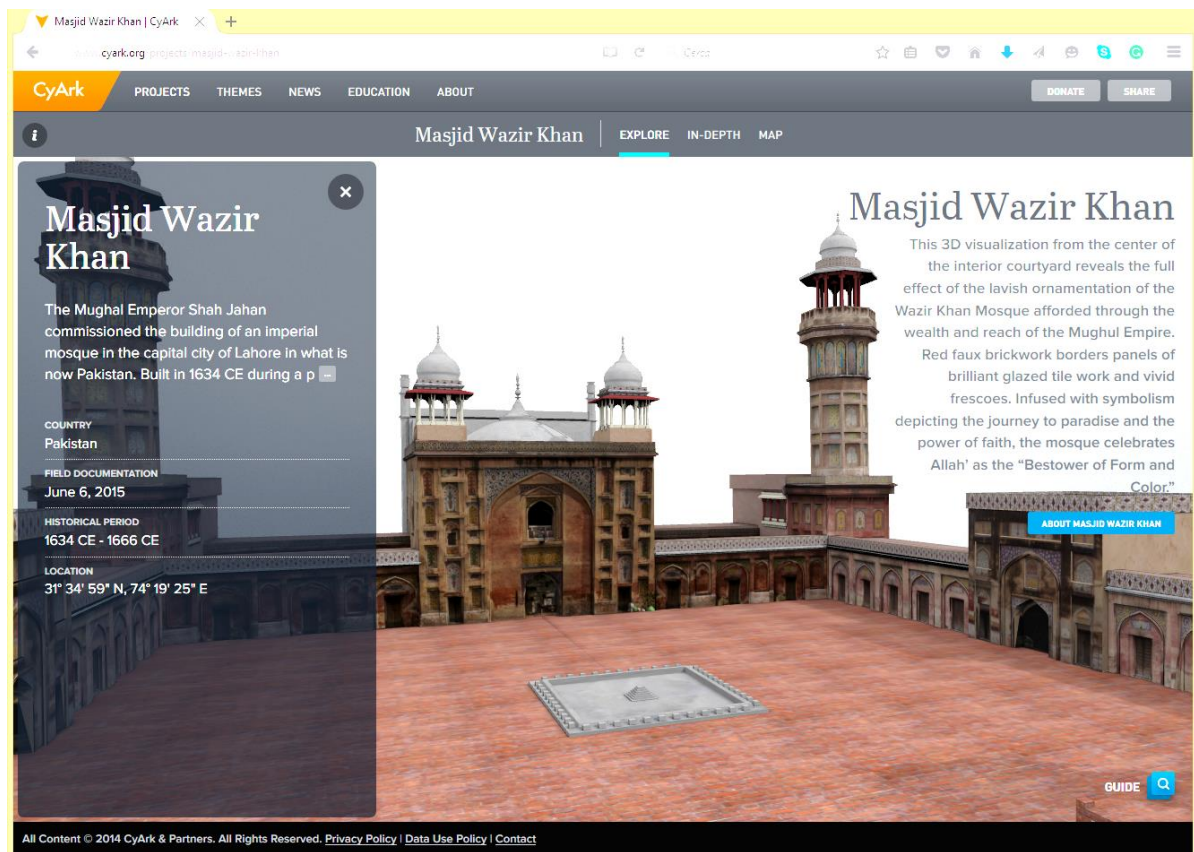 Masjid Wazir Khan | CyArk
cyark.org/projects/masjid-wazir-khan
CyArk
PROJECTS THEMES NEWS EDUCATION ABOUT
DONATE SHARE
Masjid Wazir Khan EXPLORE IN-DEPTH MAP
Masjid Wazir
Khan
The Mughal Emperor Shah Jahan
commissioned the building of an imperial
mosque in the capital city of Lahore in what is
now Pakistan. Built in 1634 CE during a p
COUNTRY
Pakistan
FIELD DOCUMENTATION
June 6, 2015
HISTORICAL PERIOD
1634 CE - 1666 CE
LOCATION
31° 34' 59" N, 74° 19' 25" E
Masjid Wazir Khan
This 3D visualization from the center of
the interior courtyard reveals the full
effect of the lavish ornamentation of the
Wazir Khan Mosque afforded through the
wealth and reach of the Mughul Empire.
Red faux brickwork borders panels of
brilliant glazed tile work and vivid
frescoes. Infused with symbolism
depicting the journey to paradise and the
power of faith, the mosque celebrates
Allah' as the “Bestower of Form and
Color.”
ABOUT MASJID WAZIR KHAN
GUIDE
All Content © 2014 CyArk & Partners. All Rights Reserved. Privacy Policy | Data Use Policy | Contact